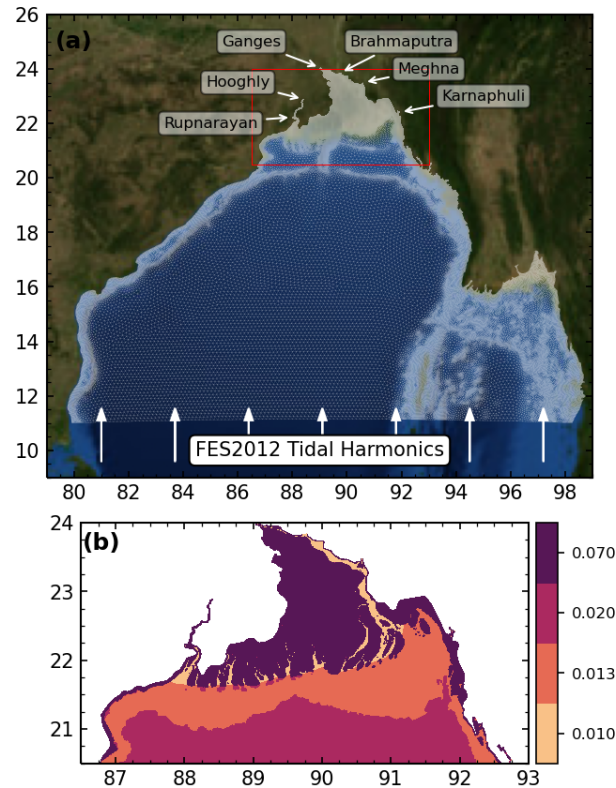 26
(a)
24
22
20
18
16
14
12
10
Ganges
Brahmaputra
Hooghly
Meghna
Karnaphuli
Rupnarayan
FES2012 Tidal Harmonics
80 82 84 86 88 90 92 94 96 98
(b)
24
23
22
21
0.070
0.020
0.013
0.010
87 88 89 90 91 92 93